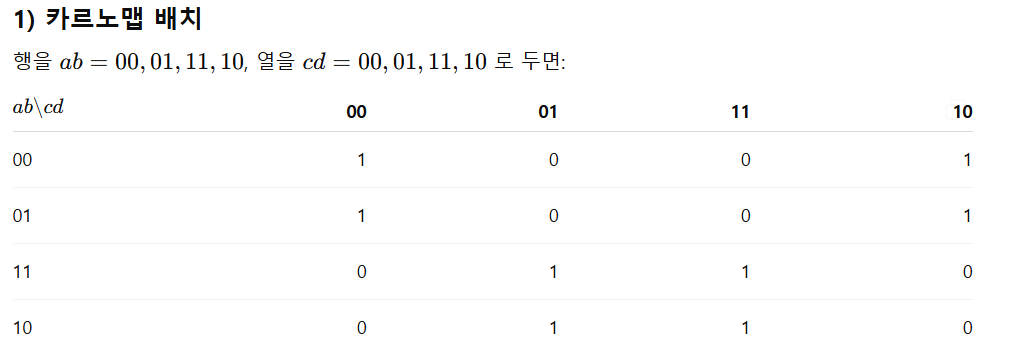 1) 카르노맵 배치
행을 ab = 00, 01, 11, 10, 열을 cd = 00, 01, 11, 10 로 두면:
ab\cd 00 01 11 10
00 1 0 0 1
01 1 0 0 1
11 0 1 1 0
10 0 1 1 0